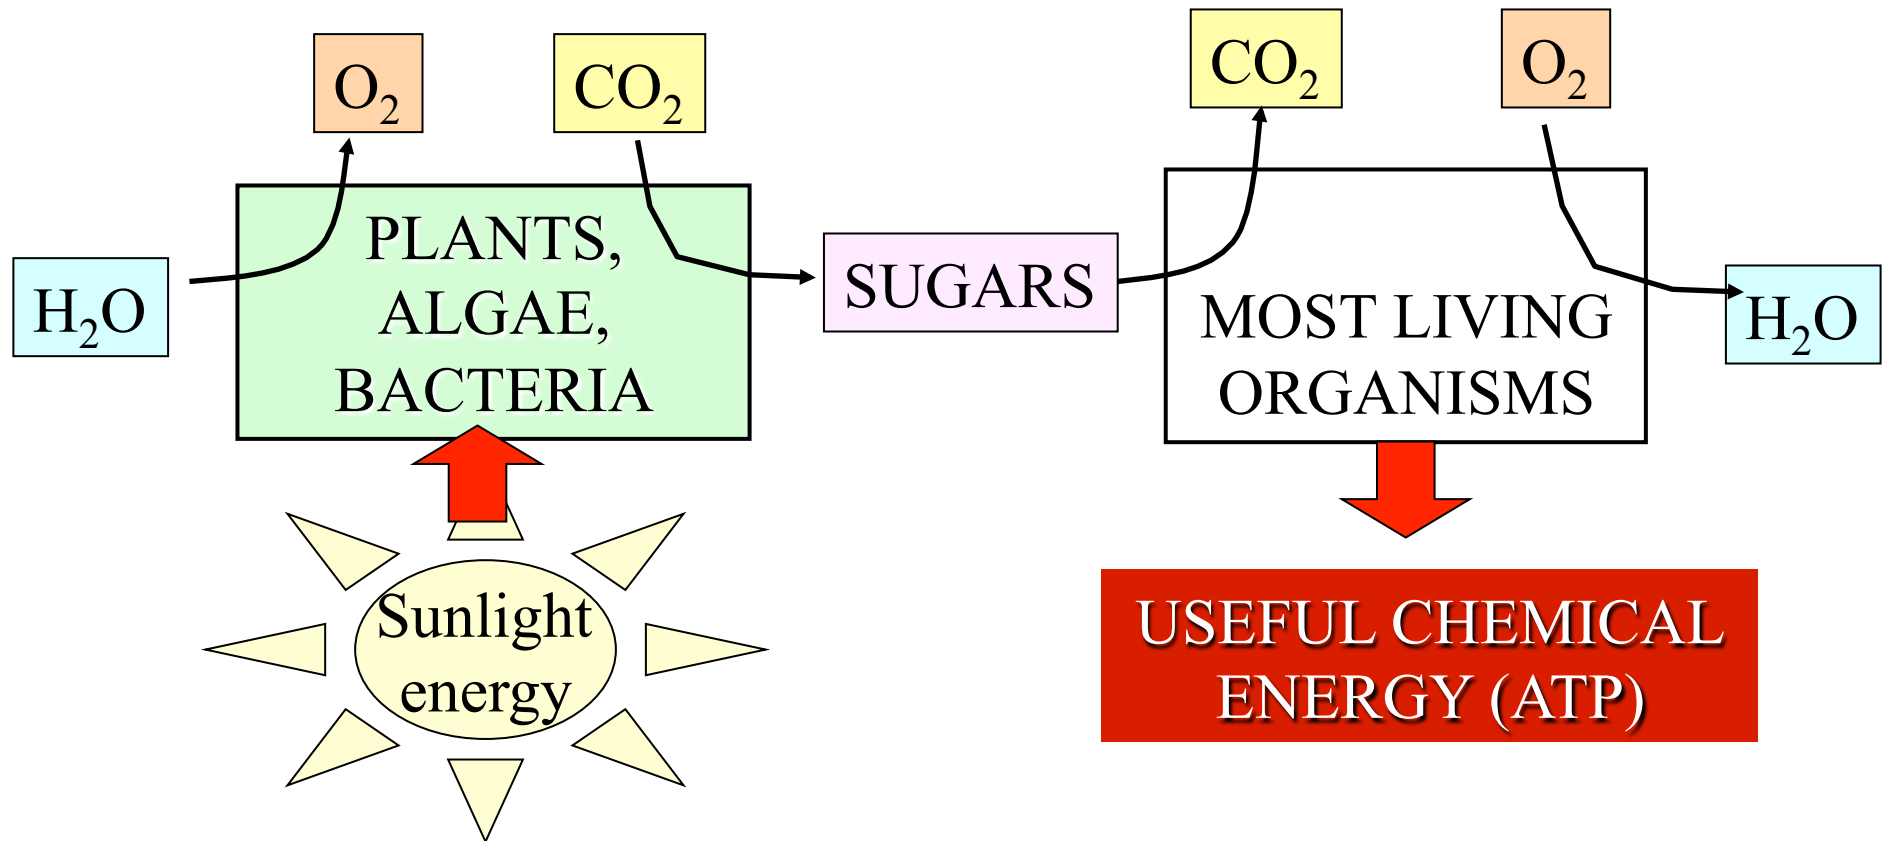 O₂
CO₂
CO₂
O₂
H₂O
PLANTS,
ALGAE,
BACTERIA
SUGARS
MOST LIVING
ORGANISMS
H₂O
Sunlight
energy
USEFUL CHEMICAL
ENERGY (ATP)